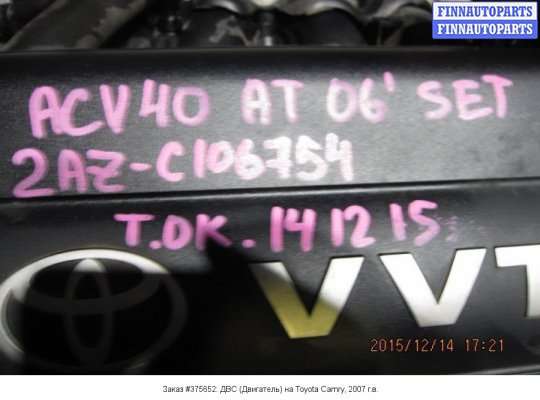 FINNAUTOPARTS
FINNAUTOPARTS
ACV40 AT 06' SET
2AZ-C106754
T.OK. 14 12 15
VVT
2015/12/14 17:21
Заказ #375652: ДВС (Двигатель) на Toyota Camry, 2007 г.в.